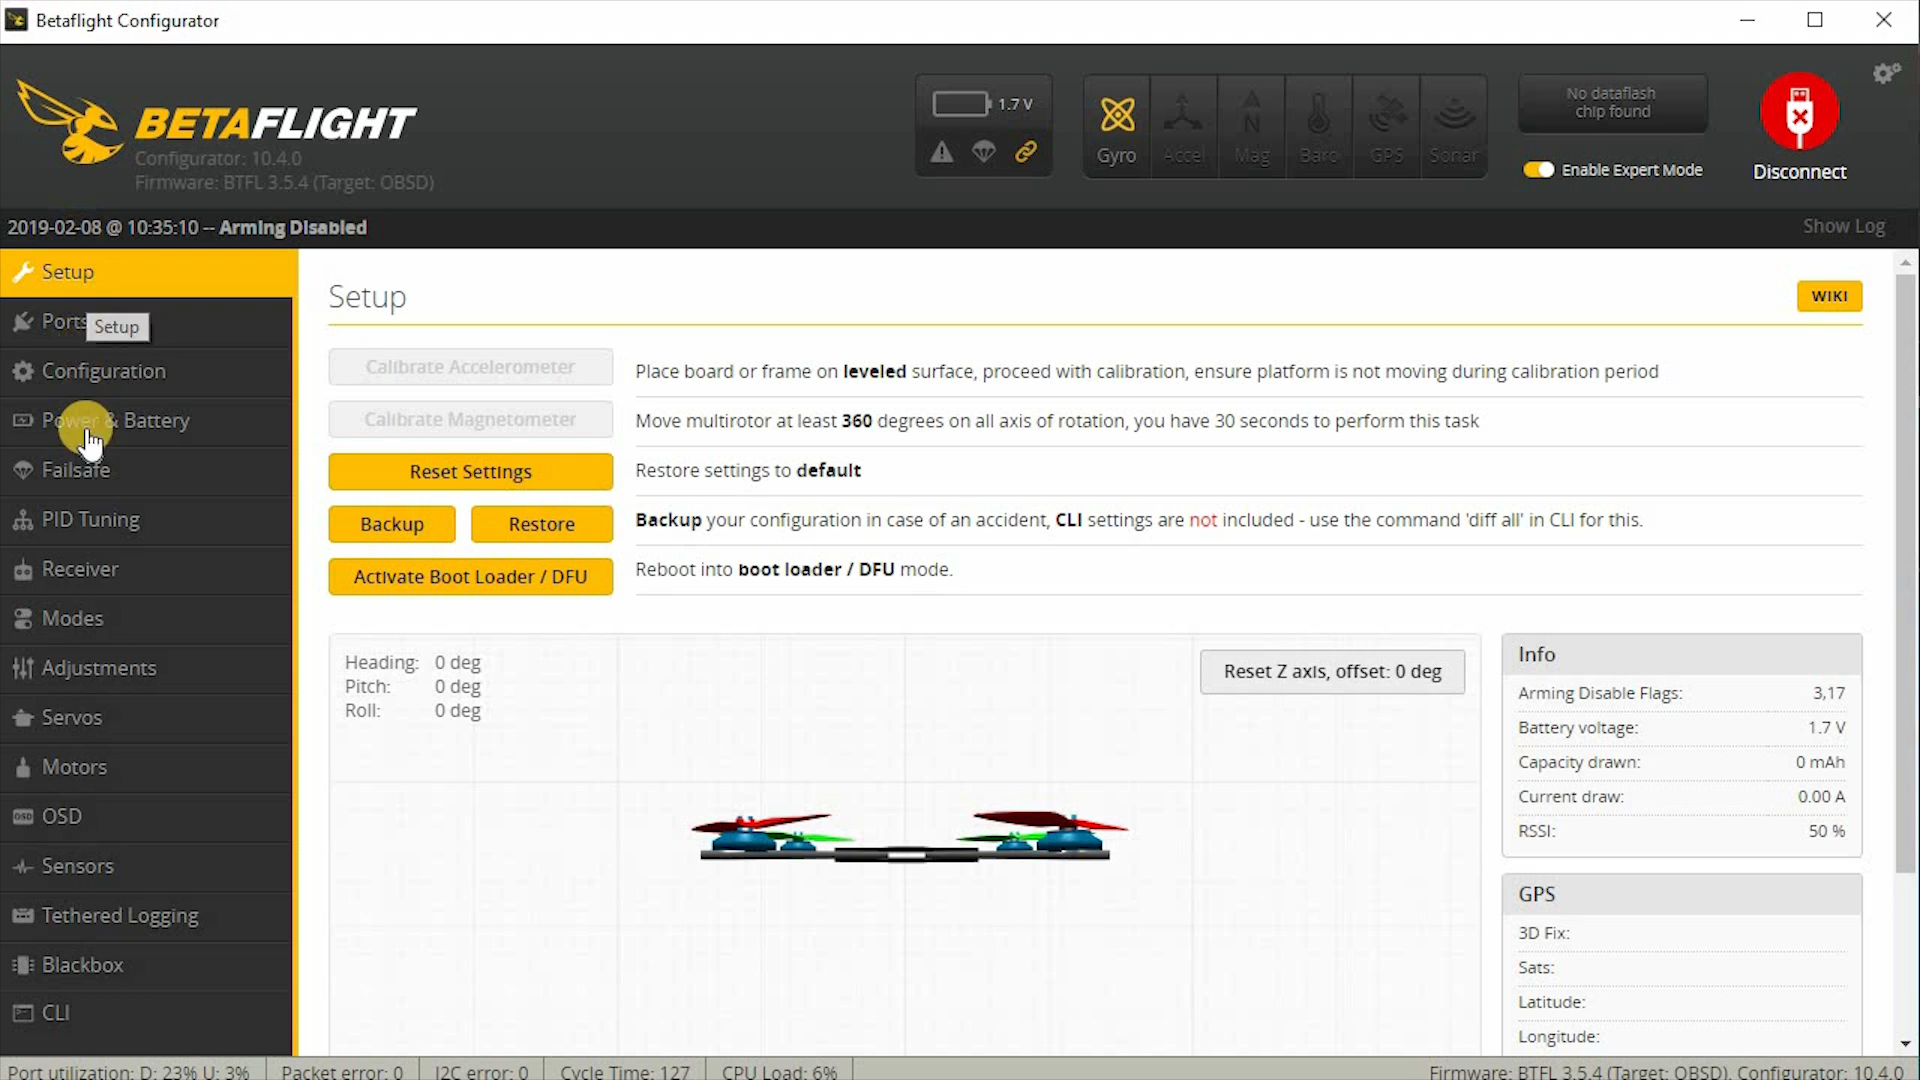 Betaflight Configurator
BETAFLIGHT
Configurator: 10.4.0
Firmware: BTFL 3.5.4 (Target: OBSD)
1.7 V
Gyro
Accel
Mag
Baro
GPS
Sonar
No dataflash
chip found
Enable Expert Mode
Disconnect
2019-02-08 @ 10:35:10 -- Arming Disabled
Show Log
Setup
Ports
Setup
Configuration
Power & Battery
Failsafe
PID Tuning
Receiver
Modes
Adjustments
Servos
Motors
OSD
Sensors
Tethered Logging
Blackbox
CLI
Setup
WIKI
Calibrate Accelerometer
Place board or frame on leveled surface, proceed with calibration, ensure platform is not moving during calibration period
Calibrate Magnetometer
Move multirotor at least 360 degrees on all axis of rotation, you have 30 seconds to perform this task
Reset Settings
Restore settings to default
Backup
Restore
Backup your configuration in case of an accident, CLI settings are not included - use the command 'diff all' in CLI for this.
Activate Boot Loader / DFU
Reboot into boot loader / DFU mode.
Heading: 0 deg
Pitch: 0 deg
Roll: 0 deg
Reset Z axis, offset: 0 deg
Info
Arming Disable Flags: 3,17
Battery voltage: 1.7 V
Capacity drawn: 0 mAh
Current draw: 0.00 A
RSSI: 50 %
GPS
3D Fix:
Sats:
Latitude:
Longitude:
Port utilization: D: 23% U: 3%
Packet error: 0
I2C error: 0
Cycle Time: 127
CPU Load: 6%
Firmware: BTFL 3.5.4 (Target: OBSD), Configurator: 10.4.0